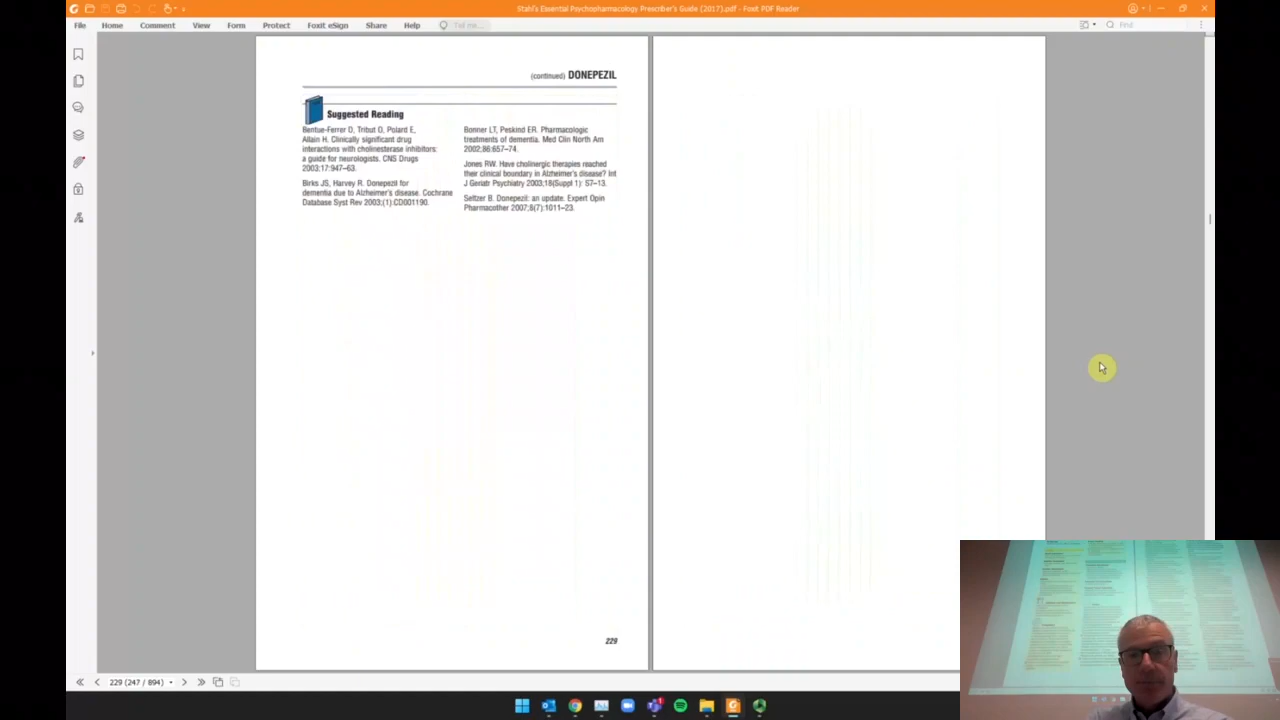 Stahl's Essential Psychopharmacology Prescriber's Guide (2017).pdf - Foxit PDF Reader
File Home Comment View Form Protect Foxit eSign Share Help Tell me... Find
(continued) DONEPEZIL
Suggested Reading
Bentue-Ferrer D, Tribut O, Polard E,
Allain H. Clinically significant drug
interactions with cholinesterase inhibitors:
a guide for neurologists. CNS Drugs
2003;17:947–63.
Birks JS, Harvey R. Donepezil for
dementia due to Alzheimer's disease. Cochrane
Database Syst Rev 2003;(1):CD001190.
Bonner LT, Peskind ER. Pharmacologic
treatments of dementia. Med Clin North Am
2002;86:657–74.
Jones RW. Have cholinergic therapies reached
their clinical boundary in Alzheimer's disease? Int
J Geriatr Psychiatry 2003;18(Suppl 1): S7–13.
Seltzer B. Donepezil: an update. Expert Opin
Pharmacother 2007;8(7):1011–23.
229
229 (247 / 894)